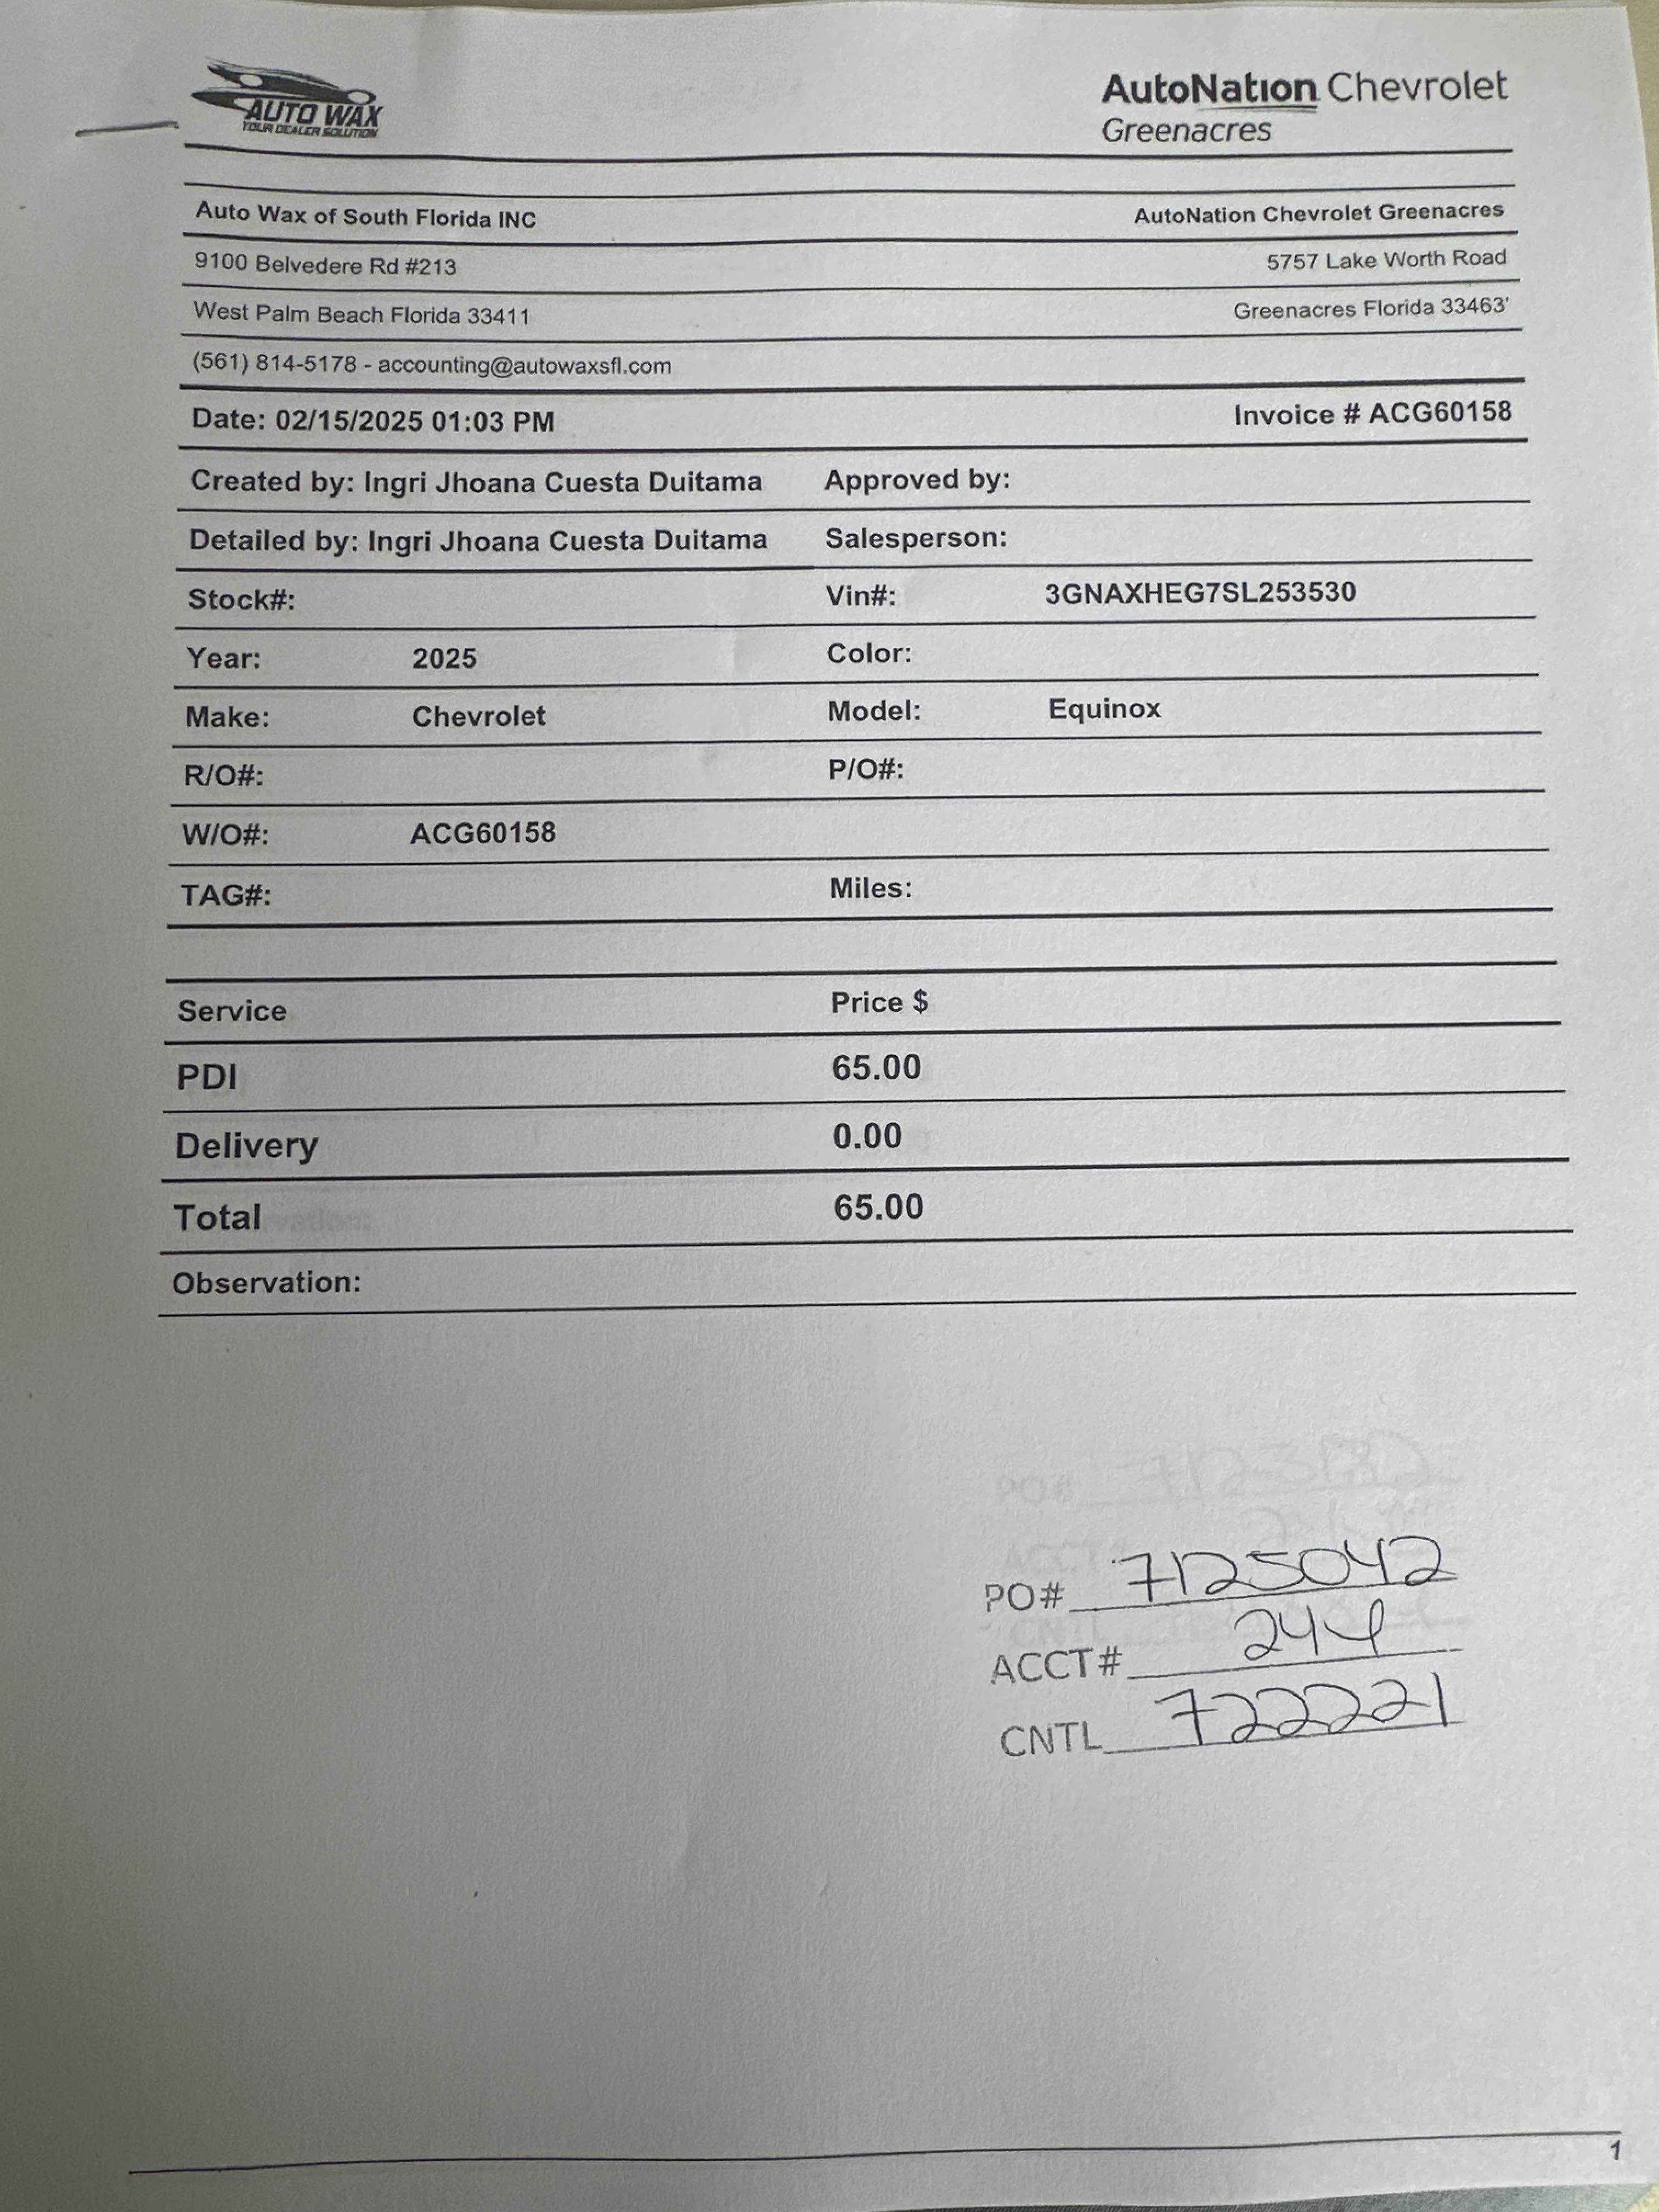 AUTO WAX
YOUR DEALER SOLUTION
AutoNation Chevrolet
Greenacres
Auto Wax of South Florida INC AutoNation Chevrolet Greenacres
9100 Belvedere Rd #213 5757 Lake Worth Road
West Palm Beach Florida 33411 Greenacres Florida 33463'
(561) 814-5178 - accounting@autowaxsfl.com
Date: 02/15/2025 01:03 PM Invoice # ACG60158
Created by: Ingri Jhoana Cuesta Duitama Approved by:
Detailed by: Ingri Jhoana Cuesta Duitama Salesperson:
Stock#: Vin#: 3GNAXHEG7SL253530
Year: 2025 Color:
Make: Chevrolet Model: Equinox
R/O#: P/O#:
W/O#: ACG60158
TAG#: Miles:
Service Price $
PDI 65.00
Delivery 0.00
Total 65.00
Observation:
PO# 7125042
ACCT#
CNTL 722221
1